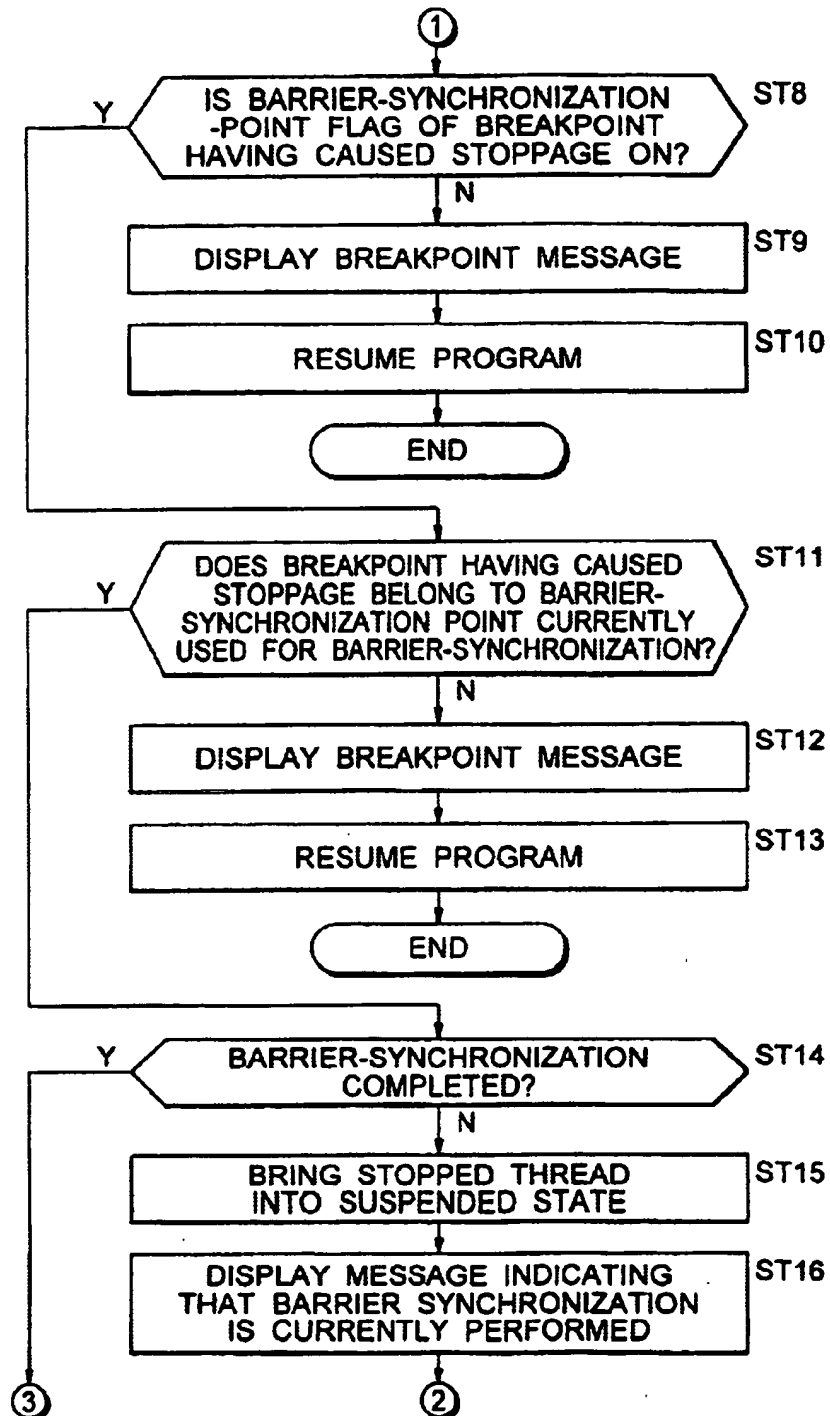 1
IS BARRIER-SYNCHRONIZATION
-POINT FLAG OF BREAKPOINT
HAVING CAUSED STOPPAGE ON?
ST8
Y
N
DISPLAY BREAKPOINT MESSAGE
ST9
RESUME PROGRAM
ST10
END
DOES BREAKPOINT HAVING CAUSED
STOPPAGE BELONG TO BARRIER-
SYNCHRONIZATION POINT CURRENTLY
USED FOR BARRIER-SYNCHRONIZATION?
ST11
Y
N
DISPLAY BREAKPOINT MESSAGE
ST12
RESUME PROGRAM
ST13
END
BARRIER-SYNCHRONIZATION
COMPLETED?
ST14
Y
N
BRING STOPPED THREAD
INTO SUSPENDED STATE
ST15
DISPLAY MESSAGE INDICATING
THAT BARRIER SYNCHRONIZATION
IS CURRENTLY PERFORMED
ST16
3
2